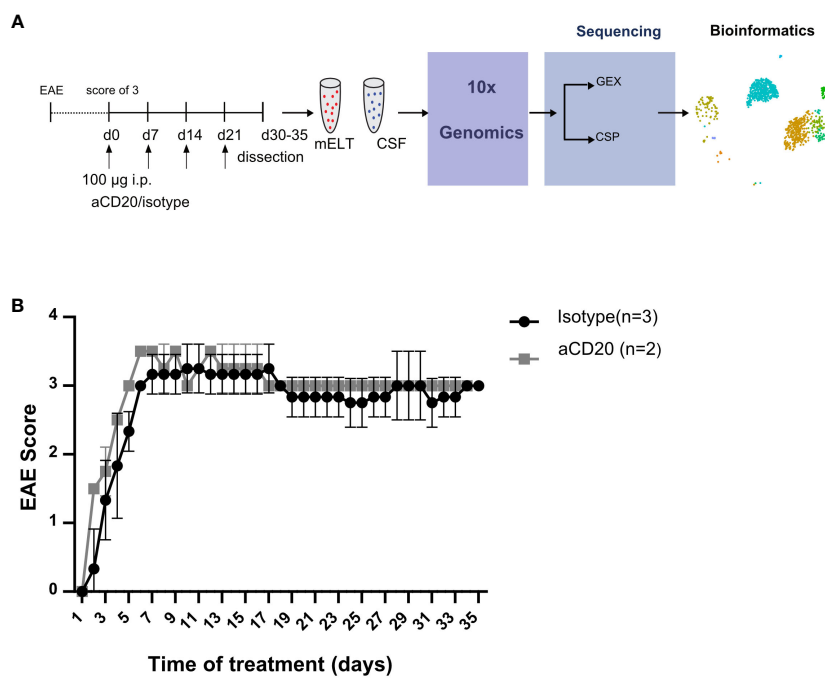 A
Sequencing
Bioinformatics
EAE
score of 3
10x
Genomics
GEX
CSP
d0 d7 d14 d21 d30-35
dissection
mELT CSF
100 µg i.p.
aCD20/isotype
B
Isotype(n=3)
aCD20 (n=2)
EAE Score
4
3
2
1
0
1 3 5 7 9 11 13 15 17 19 21 23 25 27 29 31 33 35
Time of treatment (days)